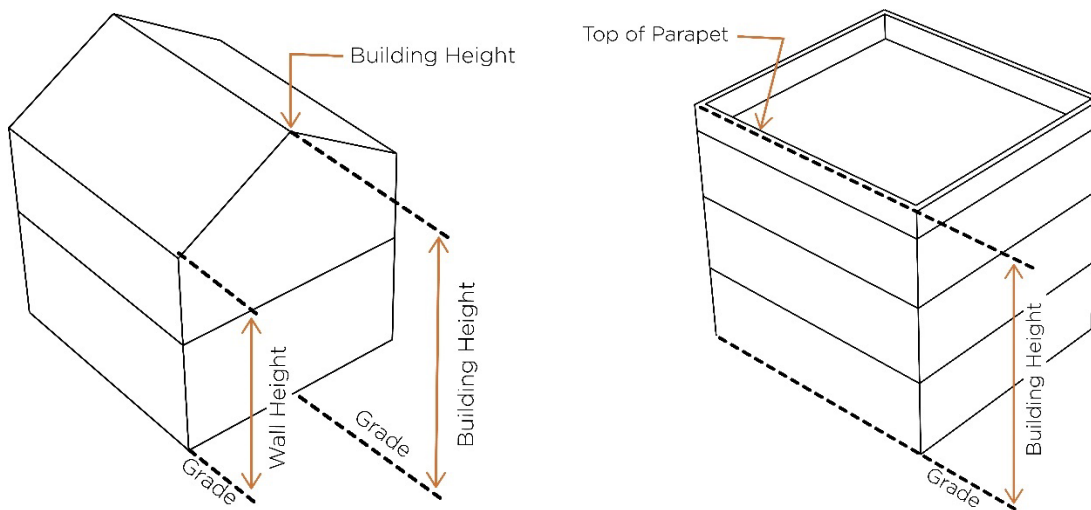 Building Height
Wall Height
Building Height
Grade
Grade
Top of Parapet
Building Height
Grade